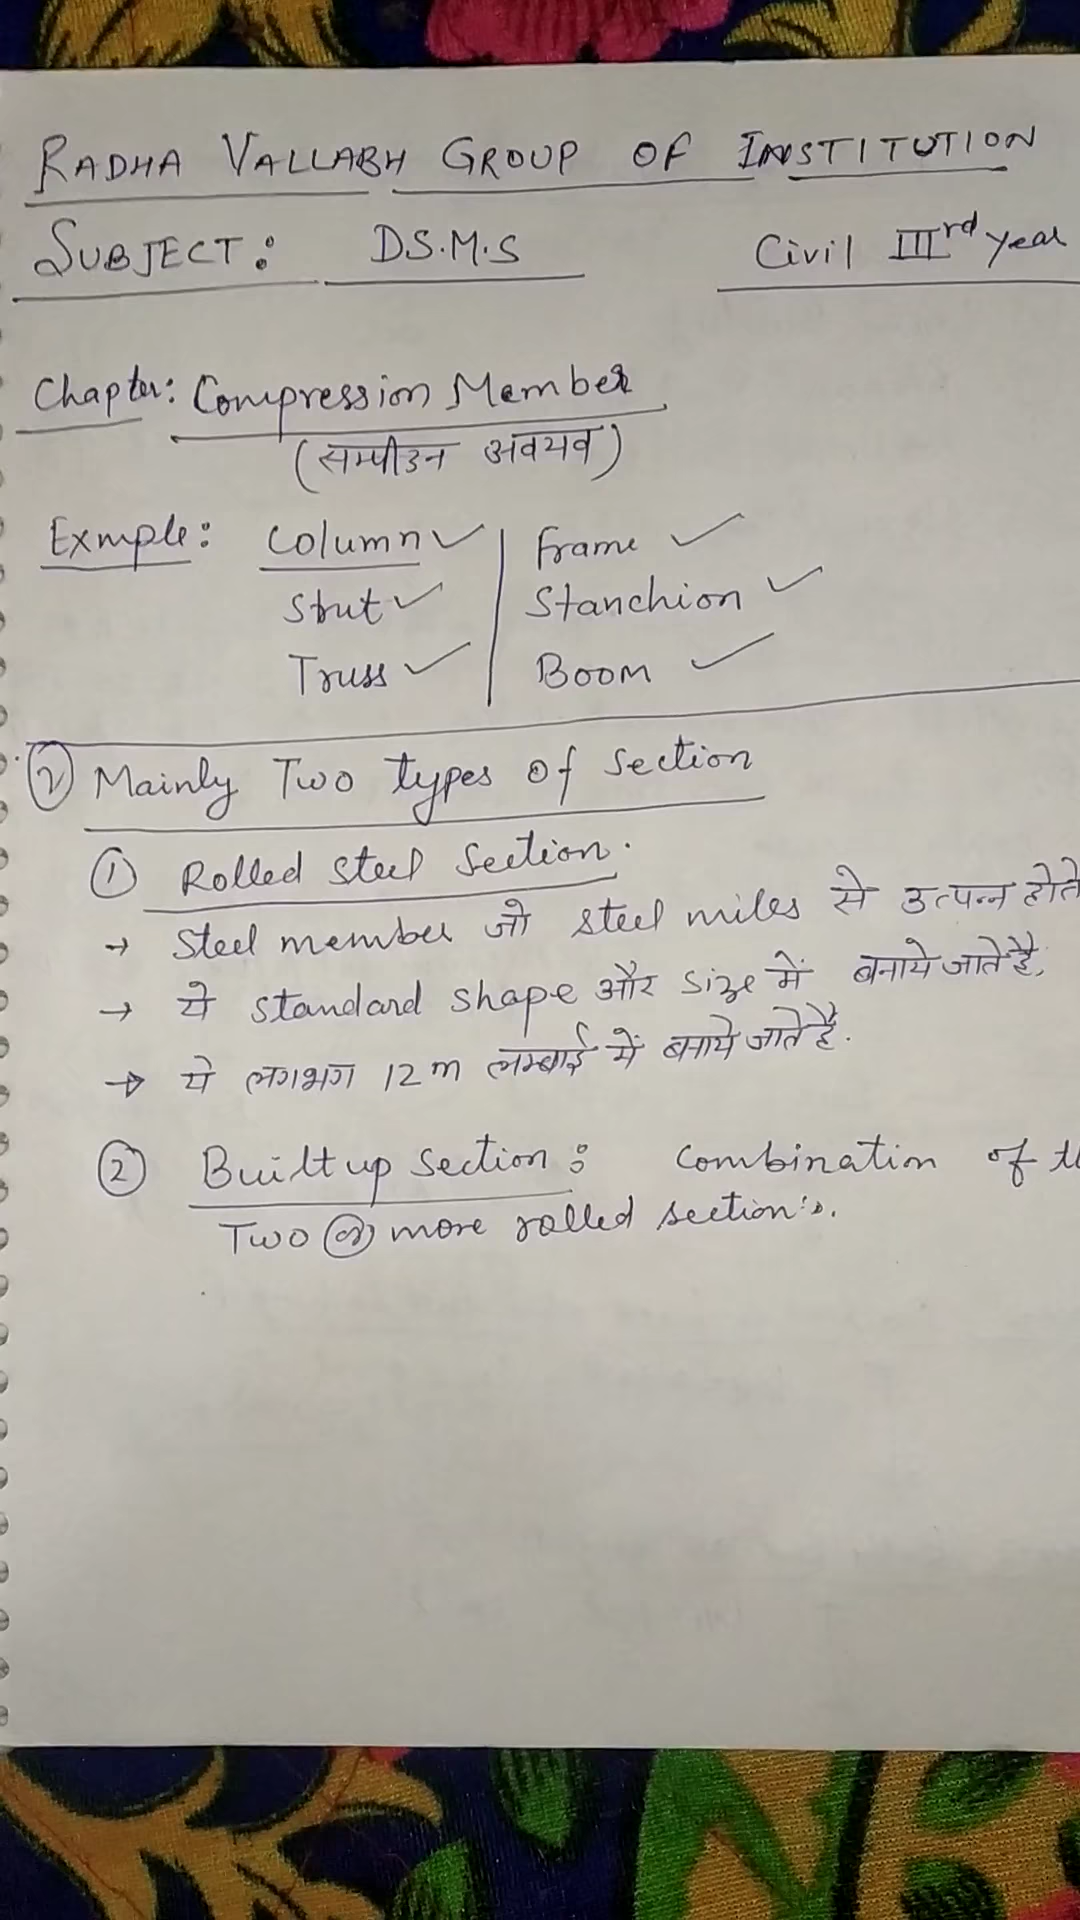 RADHA VALLABH GROUP OF INSTITUTION
SUBJECT: D.S.M.S Civil IIIrd year
Chapter: Compression Member
(सम्पीडन अवयव)
Exmple: Column ✓ | Frame ✓
Strut ✓ | Stanchion ✓
Truss ✓ | Boom ✓
② Mainly Two types of Section
① Rolled Steel Section.
→ Steel member जो steel miles से उत्पन्न होते
→ ये standard shape और size में बनाये जाते है,
→ ये लगभग 12m लम्बाई में बनाये जाते है.
② Built up Section: Combination of
Two or more rolled section's.